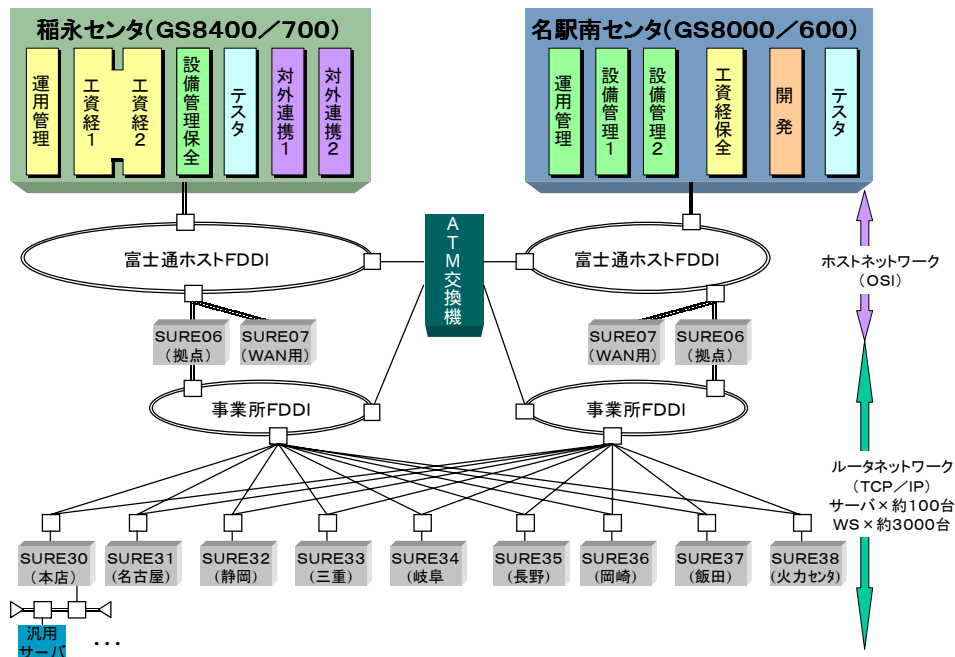 稲永センタ(GS8400／700)
運用管理
工資経1
工資経2
設備管理保全
テスタ
対外連携1
対外連携2
名駅南センタ(GS8000／600)
運用管理
設備管理1
設備管理2
工資経保全
開発
テスタ
富士通ホストFDDI
ATM交換機
富士通ホストFDDI
ホストネットワーク
(OSI)
SURE06
(拠点)
SURE07
(WAN用)
SURE07
(WAN用)
SURE06
(拠点)
事業所FDDI
事業所FDDI
ルータネットワーク
(TCP／IP)
サーバ×約100台
WS×約3000台
SURE30
(本店)
SURE31
(名古屋)
SURE32
(静岡)
SURE33
(三重)
SURE34
(岐阜)
SURE35
(長野)
SURE36
(岡崎)
SURE37
(飯田)
SURE38
(火力センタ)
汎用
サーバ
...